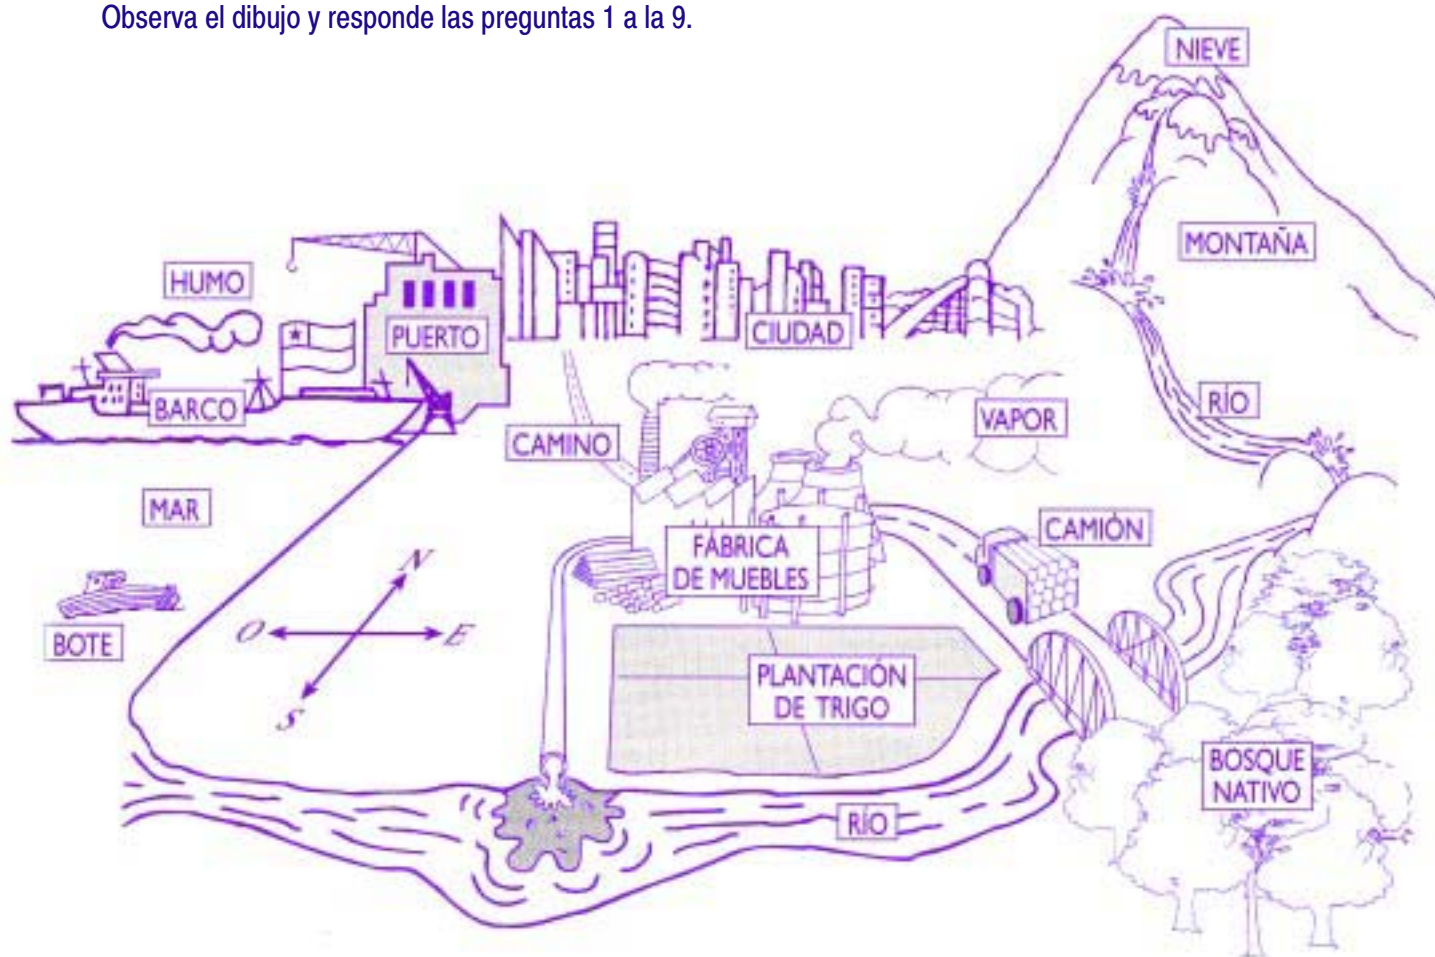 Observa el dibujo y responde las preguntas 1 a la 9.
NIEVE
MONTAÑA
HUMO
PUERTO
CIUDAD
BARCO
CAMINO
VAPOR
RÍO
MAR
CAMIÓN
FÁBRICA
DE MUEBLES
N
O
E
S
BOTE
PLANTACIÓN
DE TRIGO
BOSQUE
NATIVO
RÍO